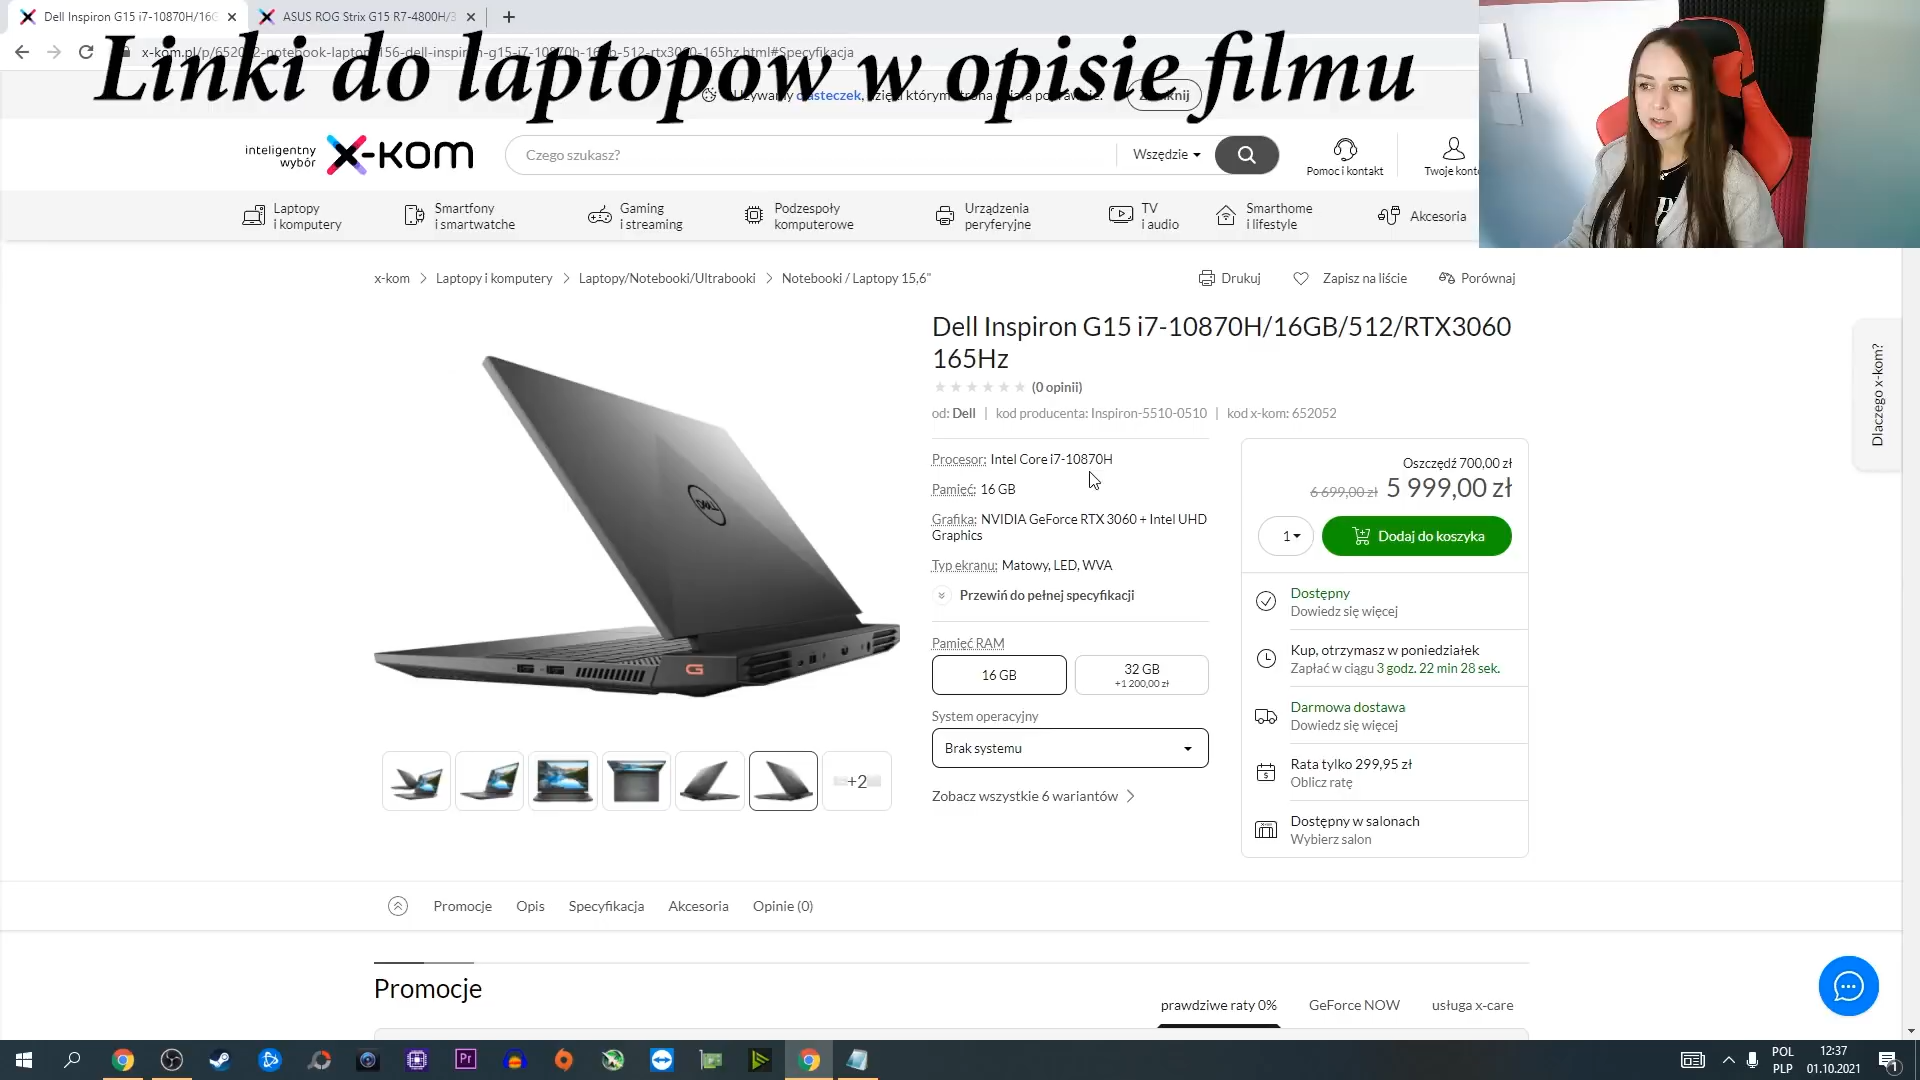 Dell Inspiron G15 i7-10870H/16G
ASUS ROG Strix G15 R7-4800H/3
Linki do laptopow w opisie filmu
inteligentny
wybór
x-kom
Czego szukasz?
Wszędzie
Pomoc i kontakt
Twoje kont
Laptopy
i komputery
Smartfony
i smartwatche
Gaming
i streaming
Podzespoły
komputerowe
Urządzenia
peryferyjne
TV
i audio
Smarthome
i lifestyle
Akcesoria
x-kom > Laptopy i komputery > Laptopy/Notebooki/Ultrabooki > Notebooki / Laptopy 15,6"
Drukuj
Zapisz na liście
Porównaj
Dell Inspiron G15 i7-10870H/16GB/512/RTX3060
165Hz
(0 opinii)
od: Dell | kod producenta: Inspiron-5510-0510 | kod x-kom: 652052
Procesor: Intel Core i7-10870H
Pamięć: 16 GB
Grafika: NVIDIA GeForce RTX 3060 + Intel UHD
Graphics
Typ ekranu: Matowy, LED, WVA
Przewiń do pełnej specyfikacji
Pamięć RAM
16 GB
32 GB
+1 200,00 zł
System operacyjny
Brak systemu
Zobacz wszystkie 6 wariantów
Oszczędź 700,00 zł
6 699,00 zł 5 999,00 zł
1
Dodaj do koszyka
Dostępny
Dowiedz się więcej
Kup, otrzymasz w poniedziałek
Zapłać w ciągu 3 godz. 22 min 28 sek.
Darmowa dostawa
Dowiedz się więcej
Rata tylko 299,95 zł
Oblicz ratę
Dostępny w salonach
Wybierz salon
Dlaczego x-kom?
DELL
G
+2
Promocje
Opis
Specyfikacja
Akcesoria
Opinie (0)
Promocje
prawdziwe raty 0%
GeForce NOW
usługa x-care
Pr
POL
PLP
12:37
01.10.2021
1